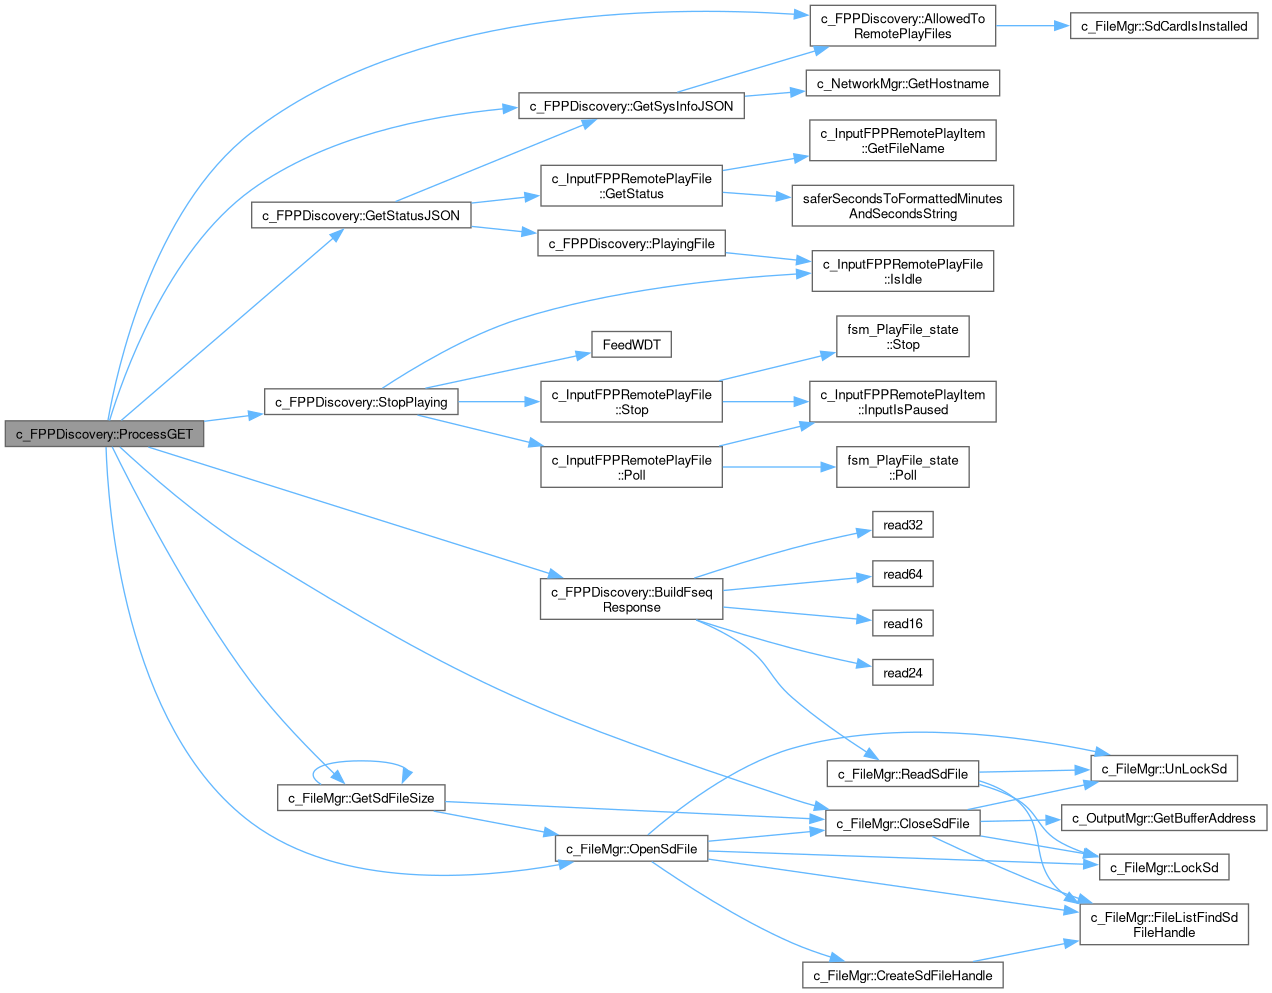 c_FPPDiscovery::AllowedTo
RemotePlayFiles
c_FileMgr::SdCardIsInstalled
c_NetworkMgr::GetHostname
c_FPPDiscovery::GetSysInfoJSON
c_InputFPPRemotePlayItem
::GetFileName
c_InputFPPRemotePlayFile
::GetStatus
saferSecondsToFormattedMinutes
AndSecondsString
c_FPPDiscovery::GetStatusJSON
c_FPPDiscovery::PlayingFile
c_InputFPPRemotePlayFile
::IsIdle
fsm_PlayFile_state
::Stop
FeedWDT
c_FPPDiscovery::StopPlaying
c_InputFPPRemotePlayFile
::Stop
c_InputFPPRemotePlayItem
::InputIsPaused
c_FPPDiscovery::ProcessGET
c_InputFPPRemotePlayFile
::Poll
fsm_PlayFile_state
::Poll
read32
read64
c_FPPDiscovery::BuildFseq
Response
read16
read24
c_FileMgr::ReadSdFile
c_FileMgr::UnLockSd
c_FileMgr::GetSdFileSize
c_FileMgr::CloseSdFile
c_OutputMgr::GetBufferAddress
c_FileMgr::OpenSdFile
c_FileMgr::LockSd
c_FileMgr::FileListFindSd
FileHandle
c_FileMgr::CreateSdFileHandle